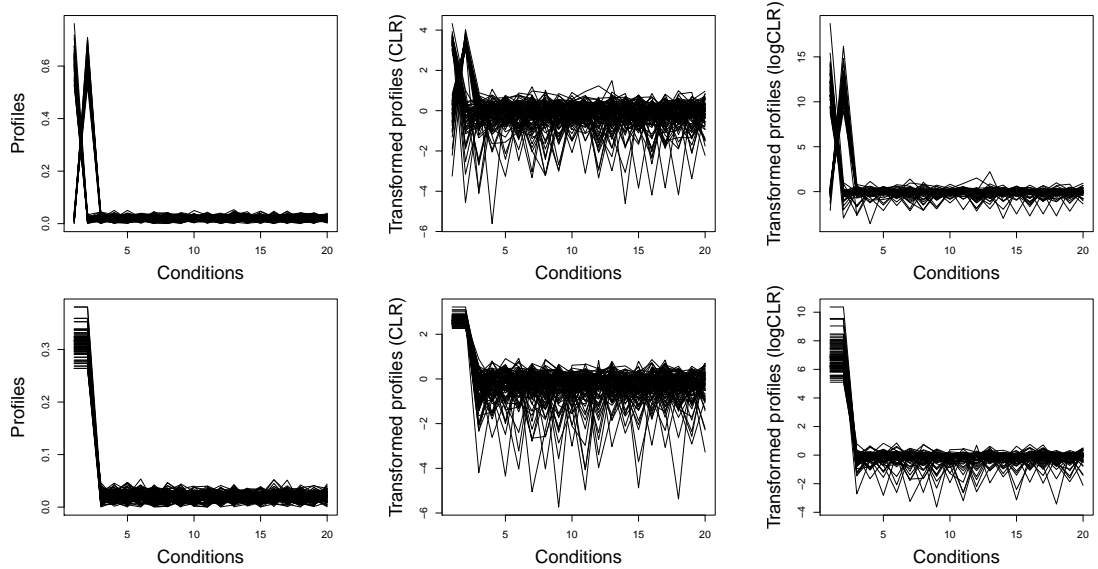 Profiles
0.0 0.2 0.4 0.6
5 10 15 20
Conditions
Transformed profiles (CLR)
−6 −4 −2 0 2 4
5 10 15 20
Conditions
Transformed profiles (logCLR)
0 5 10 15
5 10 15 20
Conditions
Profiles
0.0 0.1 0.2 0.3
5 10 15 20
Conditions
Transformed profiles (CLR)
−6 −4 −2 0 2
5 10 15 20
Conditions
Transformed profiles (logCLR)
−4 −2 0 2 4 6 8 10
5 10 15 20
Conditions